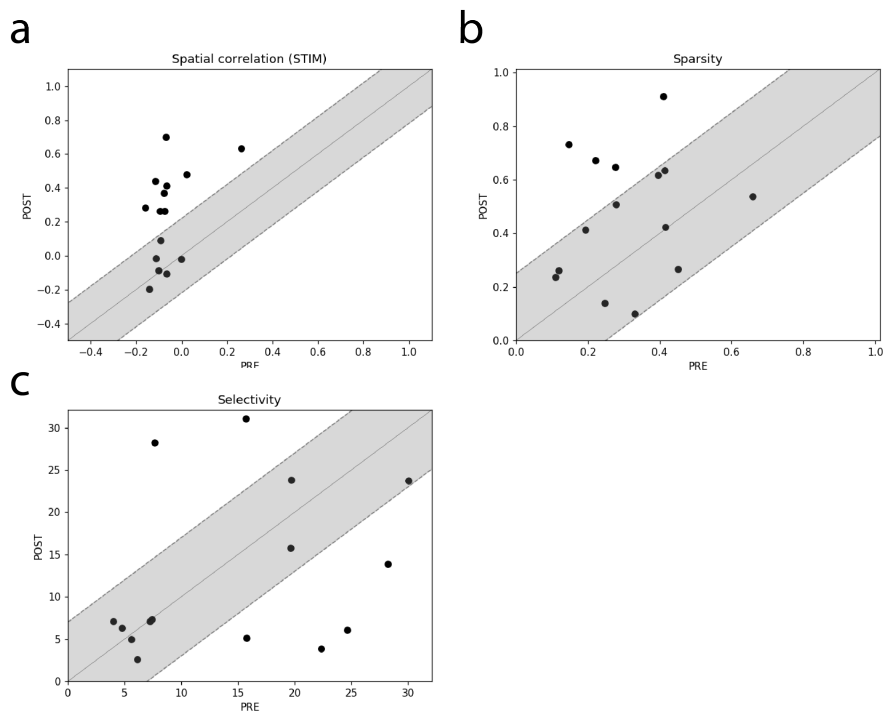 a
Spatial correlation (STIM)
1.0
0.8
0.6
0.4
0.2
0.0
−0.2
−0.4
POST
−0.4 −0.2 0.0 0.2 0.4 0.6 0.8 1.0
PRE
b
Sparsity
1.0
0.8
0.6
0.4
0.2
0.0
POST
0.0 0.2 0.4 0.6 0.8 1.0
PRE
c
Selectivity
30
25
20
15
10
5
0
POST
0 5 10 15 20 25 30
PRE